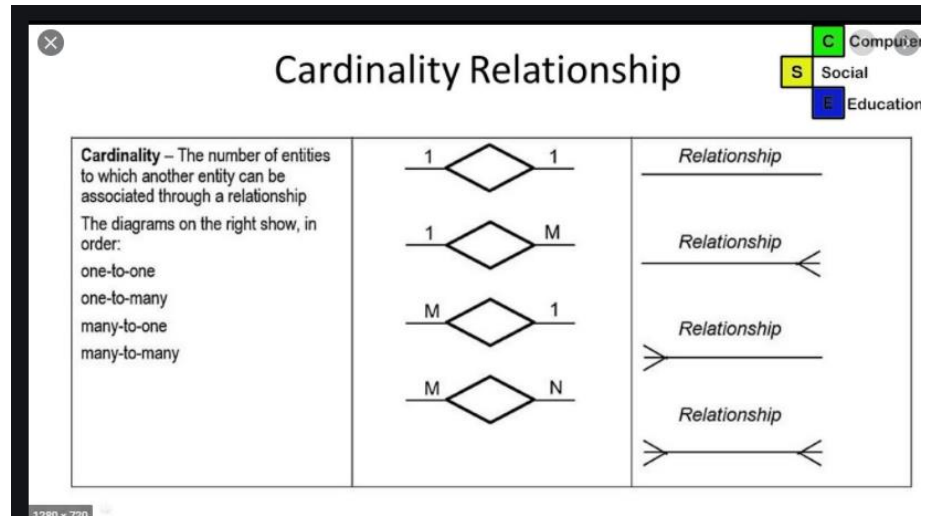 Cardinality Relationship
C Computer
S Social
E Education
Cardinality – The number of entities
to which another entity can be
associated through a relationship
The diagrams on the right show, in
order:
one-to-one
one-to-many
many-to-one
many-to-many
1 1
1 M
M 1
M N
Relationship
Relationship
Relationship
Relationship
1280 x 720